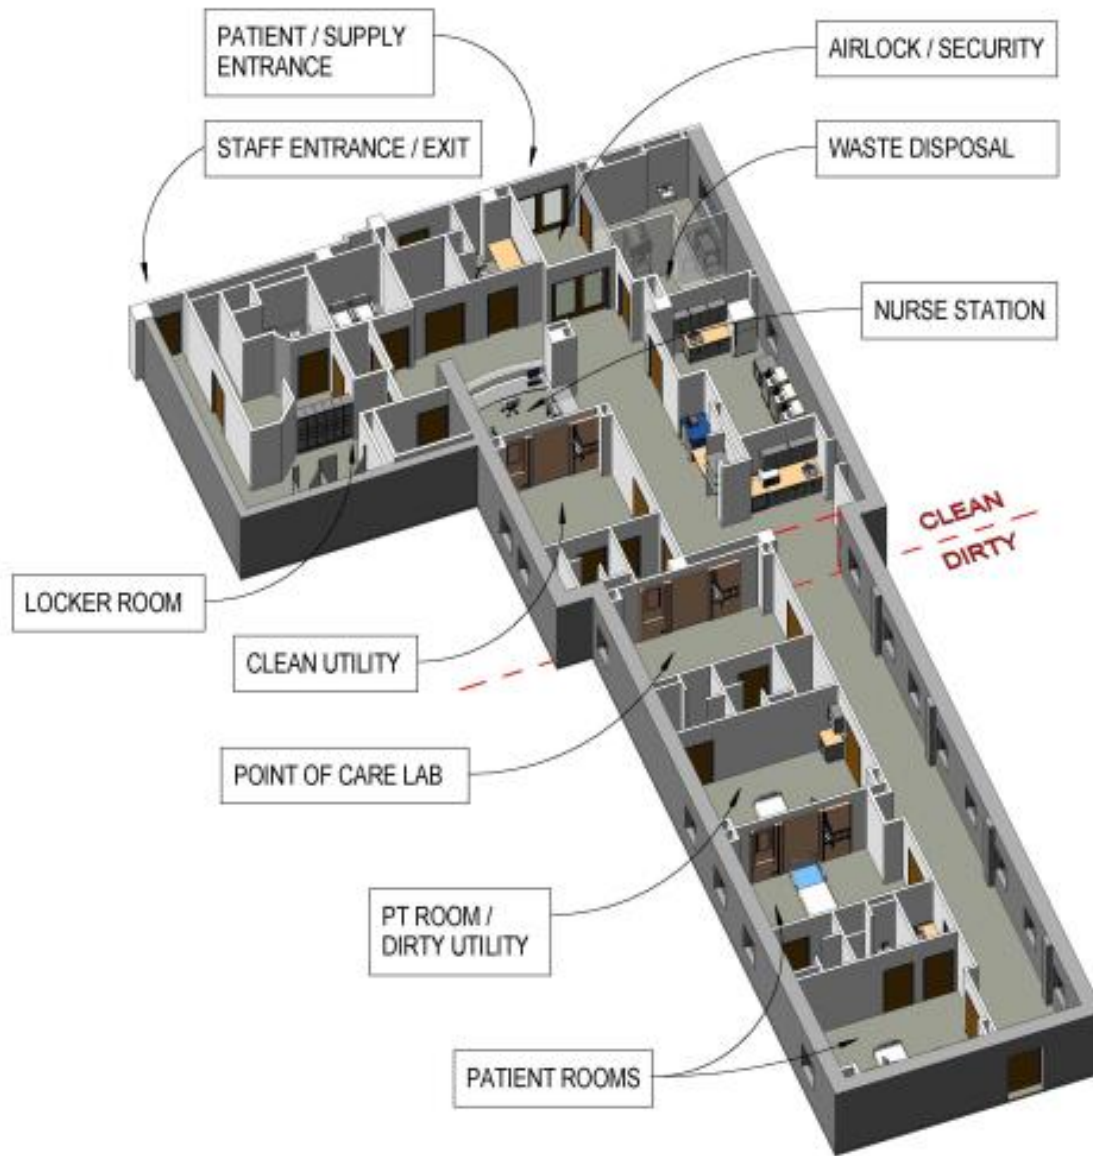 PATIENT / SUPPLY
ENTRANCE
AIRLOCK / SECURITY
STAFF ENTRANCE / EXIT
WASTE DISPOSAL
NURSE STATION
CLEAN
DIRTY
LOCKER ROOM
CLEAN UTILITY
POINT OF CARE LAB
PT ROOM /
DIRTY UTILITY
PATIENT ROOMS